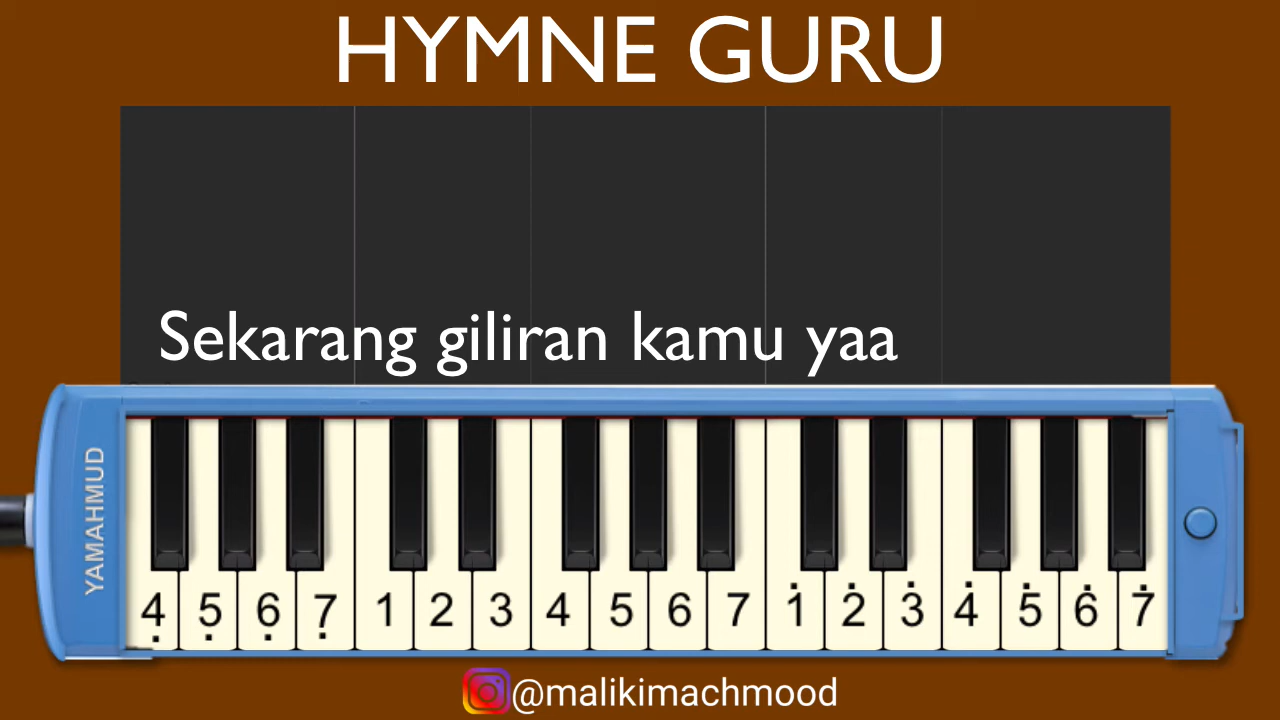 HYMNE GURU
Sekarang giliran kamu yaa
YAMAHMUD
4̣ 5̣ 6̣ 7̣ 1 2 3 4 5 6 7 1̇ 2̇ 3̇ 4̇ 5̇ 6̇ 7̇
@malikimachmood